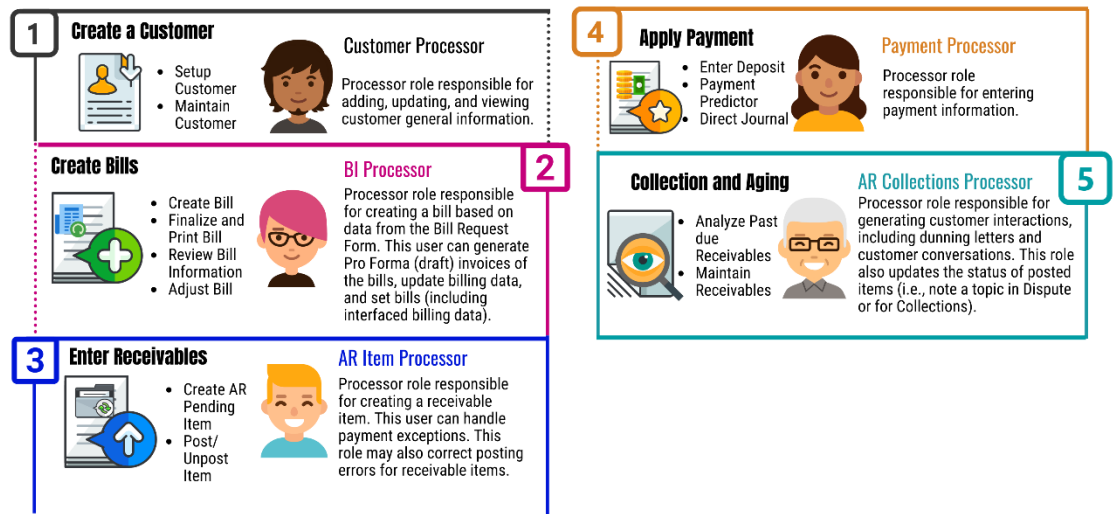 1
Create a Customer
• Setup
Customer
• Maintain
Customer
Customer Processor
Processor role responsible for
adding, updating, and viewing
customer general information.
2
Create Bills
• Create Bill
• Finalize and
Print Bill
• Review Bill
Information
• Adjust Bill
BI Processor
Processor role responsible
for creating a bill based on
data from the Bill Request
Form. This user can generate
Pro Forma (draft) invoices of
the bills, update billing data,
and set bills (including
interfaced billing data).
3
Enter Receivables
• Create AR
Pending
Item
• Post/
Unpost
Item
AR Item Processor
Processor role responsible
for creating a receivable
item. This user can handle
payment exceptions. This
role may also correct posting
errors for receivable items.
4
Apply Payment
• Enter Deposit
• Payment
Predictor
• Direct Journal
Payment Processor
Processor role
responsible for entering
payment information.
5
Collection and Aging
• Analyze Past
due
Receivables
• Maintain
Receivables
AR Collections Processor
Processor role responsible for
generating customer interactions,
including dunning letters and
customer conversations. This role
also updates the status of posted
items (i.e., note a topic in Dispute
or for Collections).